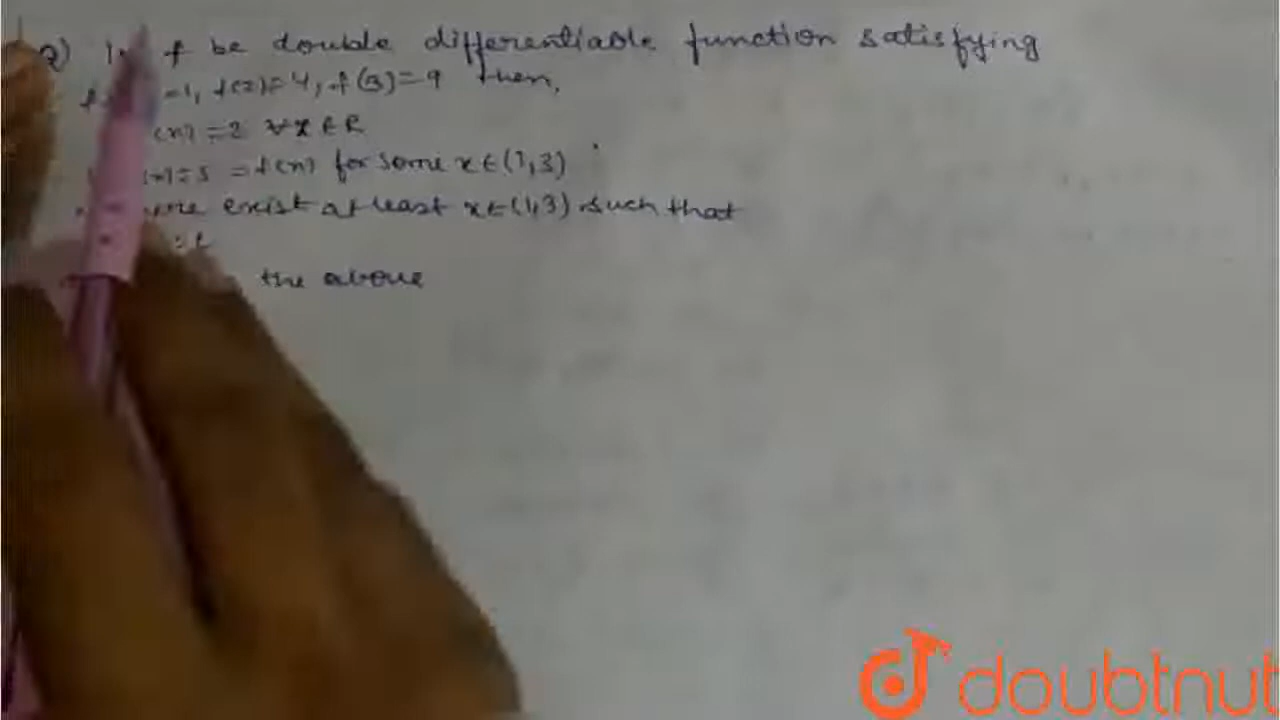 Q) f be double differentiable function satisfying
=1, f(2)=4, f(3)=9 then,
(x) =2 ∀x ∈R
=5 =f(x) for some x∈(1,3)
exist at least x∈(1,3) such that
the above
doubtnut